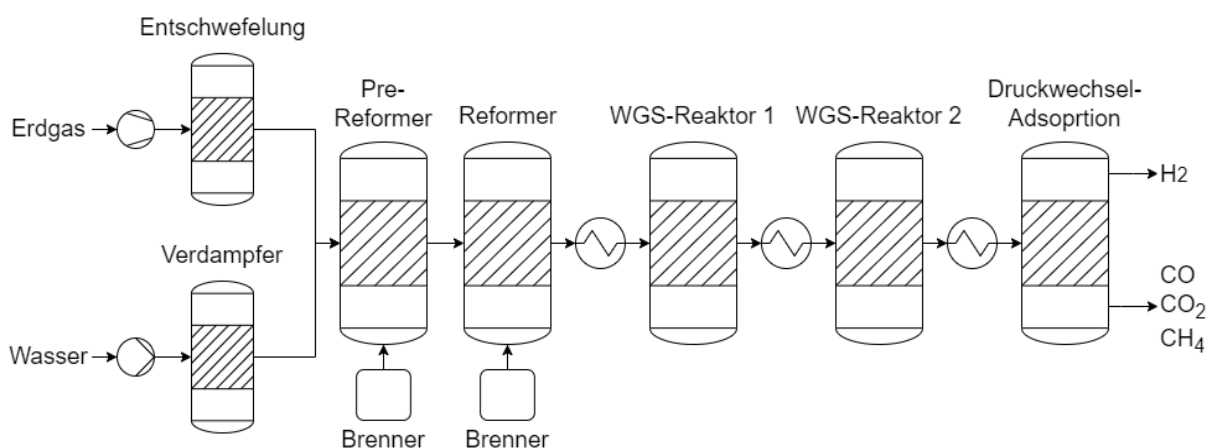 Entschwefelung
Erdgas
Verdampfer
Wasser
Pre-
Reformer
Brenner
Reformer
Brenner
WGS-Reaktor 1
WGS-Reaktor 2
Druckwechsel-
Adsoprtion
H2
CO
CO₂
CH₄